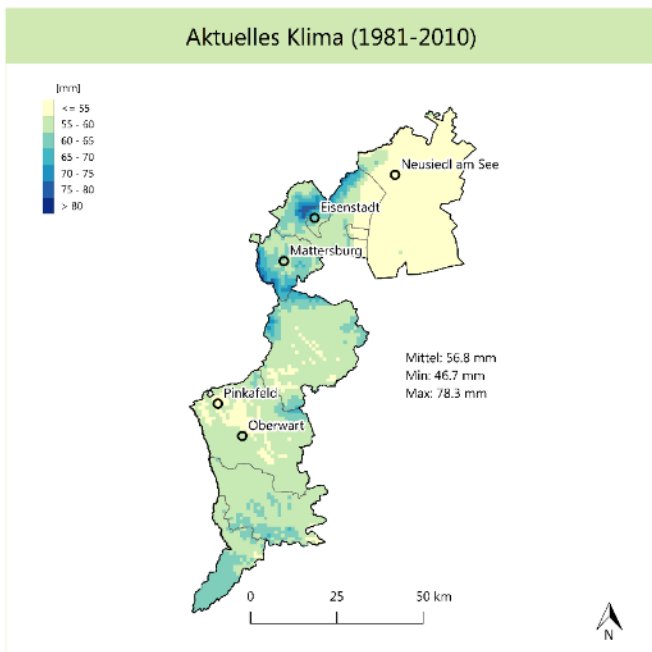 Aktuelles Klima (1981-2010)
[mm]
<= 55
55 - 60
60 - 65
65 - 70
70 - 75
75 - 80
> 80
Neusiedl am See
Eisenstadt
Mattersburg
Mittel: 56.8 mm
Min: 46.7 mm
Max: 78.3 mm
Pinkafeld
Oberwart
0 25 50 km
N